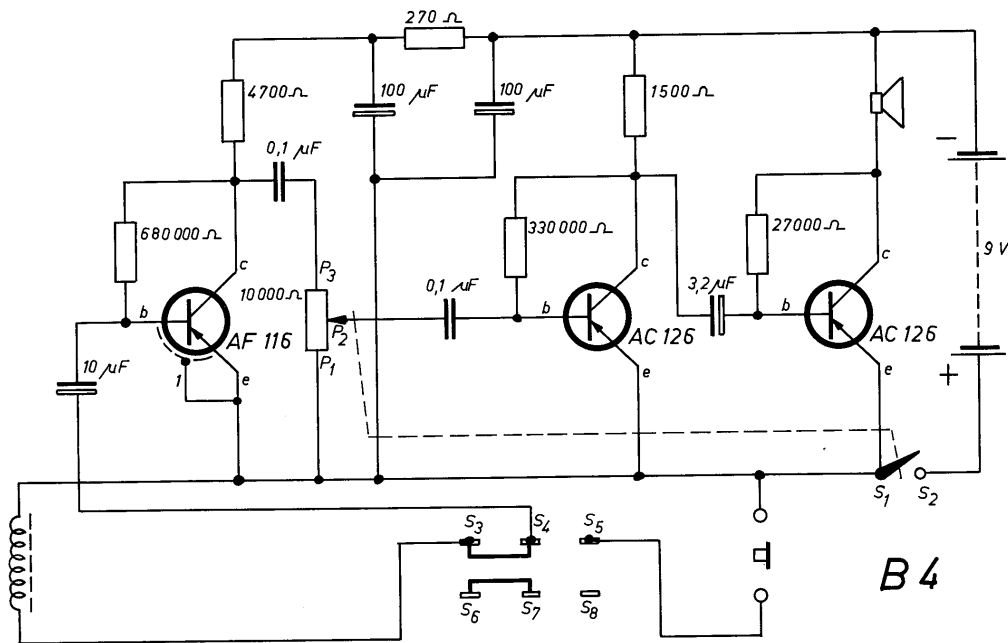 270 Ω
4700 Ω
100 µF
100 µF
1500 Ω
0,1 µF
−
680 000 Ω
330 000 Ω
27000 Ω
9 V
c
P3
10 000 Ω
c
c
0,1 µF
3,2 µF
b
P2
b
b
AF 116
AC 126
AC 126
P1
10 µF
1
e
e
e
+
S1
S2
S3
S4
S5
B 4
S6
S7
S8